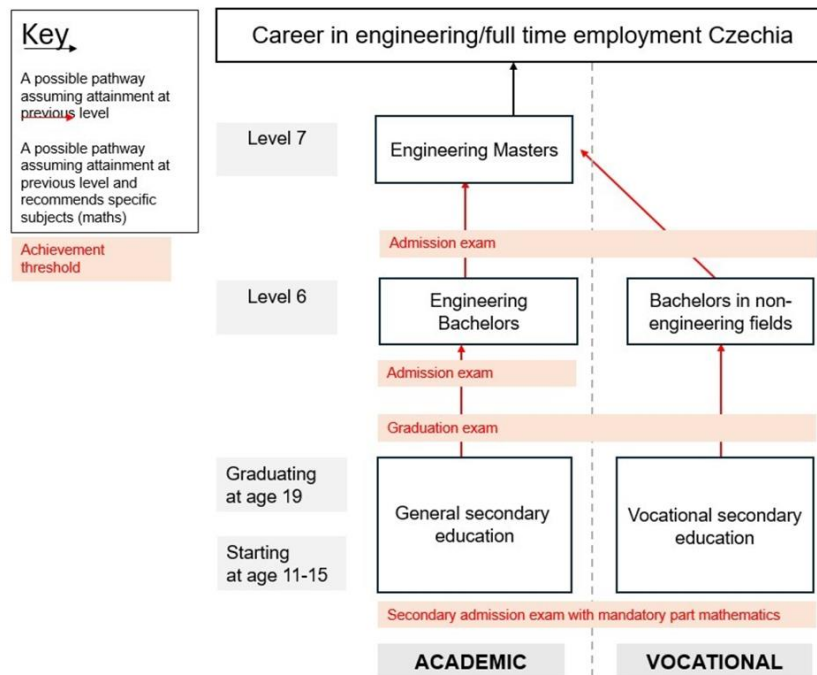 Key
A possible pathway
assuming attainment at
previous level
A possible pathway
assuming attainment at
previous level and
recommends specific
subjects (maths)
Achievement
threshold
Career in engineering/full time employment Czechia
Level 7
Engineering Masters
Admission exam
Level 6
Engineering
Bachelors
Bachelors in non-
engineering fields
Admission exam
Graduation exam
Graduating
at age 19
Starting
at age 11-15
General secondary
education
Vocational secondary
education
Secondary admission exam with mandatory part mathematics
ACADEMIC
VOCATIONAL